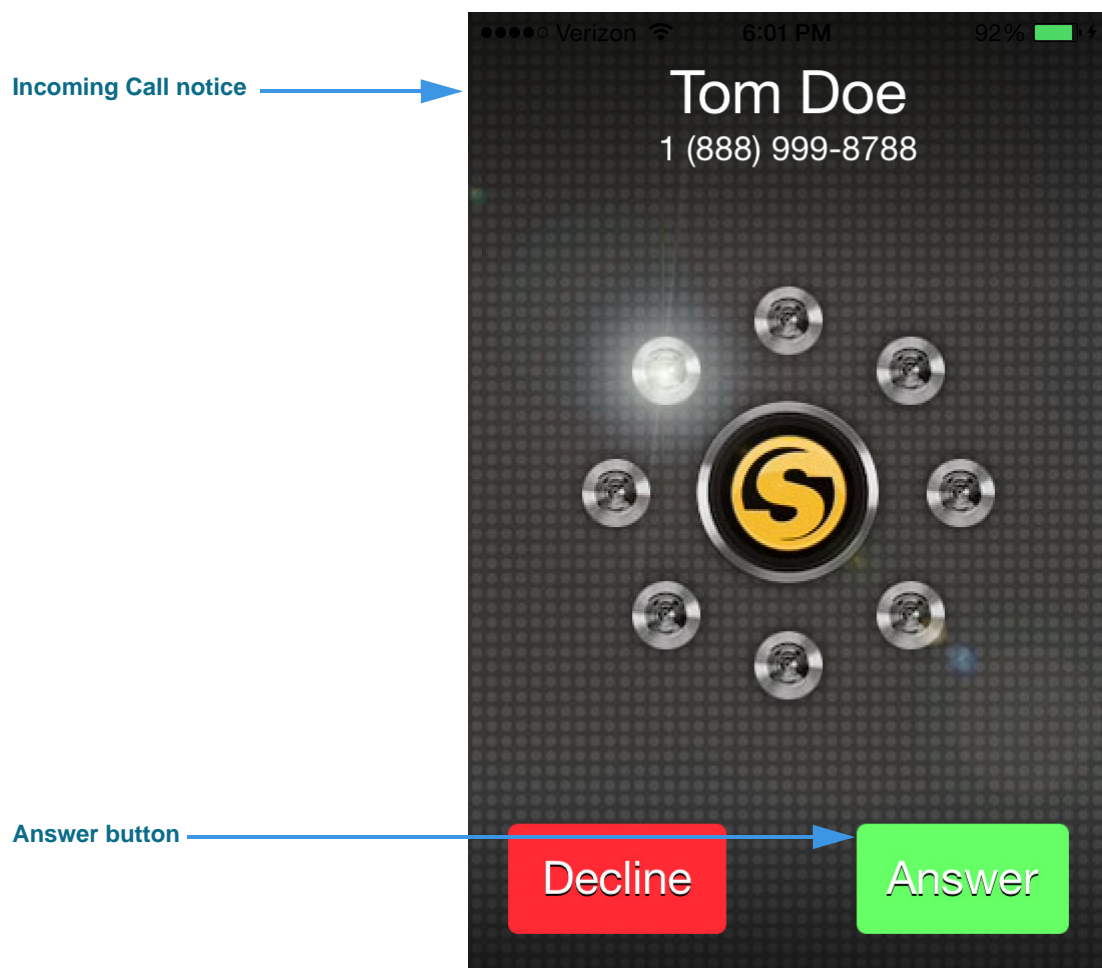 Verizon 6:01 PM 92%
Incoming Call notice
Tom Doe
1 (888) 999-8788
S
Answer button
Decline
Answer